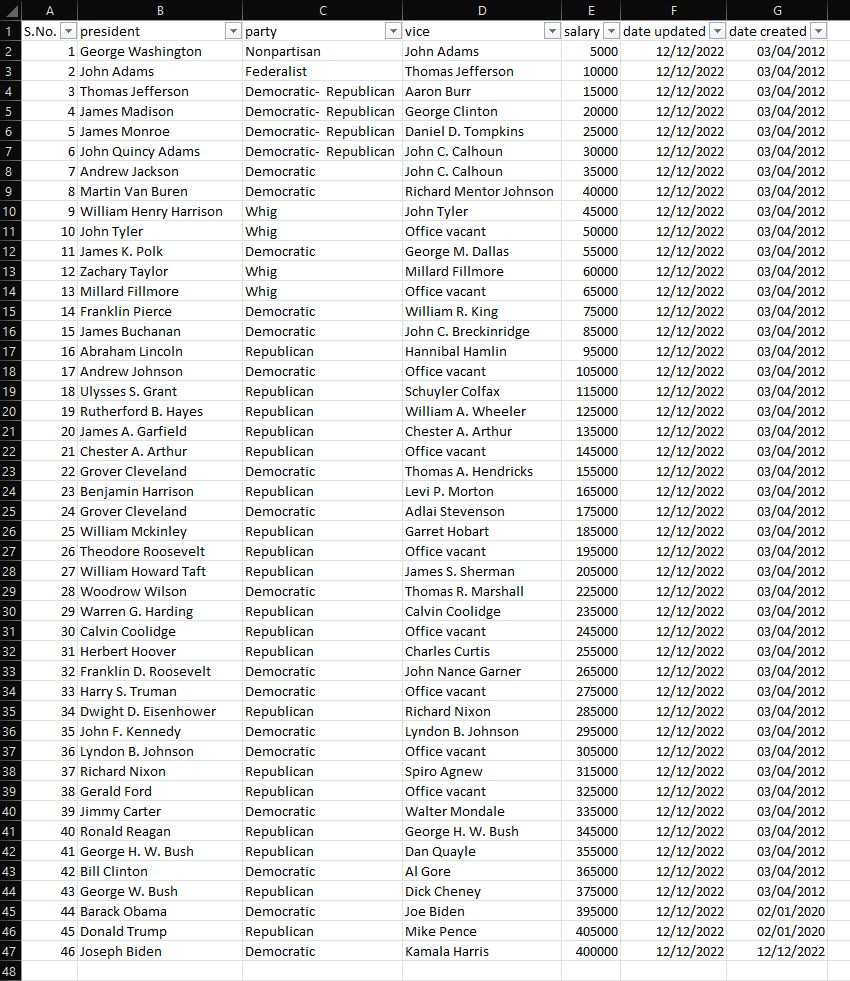 A B C D E F G
1 S.No. president party vice salary date updated date created
2 1 George Washington Nonpartisan John Adams 5000 12/12/2022 03/04/2012
3 2 John Adams Federalist Thomas Jefferson 10000 12/12/2022 03/04/2012
4 3 Thomas Jefferson Democratic-  Republican Aaron Burr 15000 12/12/2022 03/04/2012
5 4 James Madison Democratic-  Republican George Clinton 20000 12/12/2022 03/04/2012
6 5 James Monroe Democratic-  Republican Daniel D. Tompkins 25000 12/12/2022 03/04/2012
7 6 John Quincy Adams Democratic-  Republican John C. Calhoun 30000 12/12/2022 03/04/2012
8 7 Andrew Jackson Democratic John C. Calhoun 35000 12/12/2022 03/04/2012
9 8 Martin Van Buren Democratic Richard Mentor Johnson 40000 12/12/2022 03/04/2012
10 9 William Henry Harrison Whig John Tyler 45000 12/12/2022 03/04/2012
11 10 John Tyler Whig Office vacant 50000 12/12/2022 03/04/2012
12 11 James K. Polk Democratic George M. Dallas 55000 12/12/2022 03/04/2012
13 12 Zachary Taylor Whig Millard Fillmore 60000 12/12/2022 03/04/2012
14 13 Millard Fillmore Whig Office vacant 65000 12/12/2022 03/04/2012
15 14 Franklin Pierce Democratic William R. King 75000 12/12/2022 03/04/2012
16 15 James Buchanan Democratic John C. Breckinridge 85000 12/12/2022 03/04/2012
17 16 Abraham Lincoln Republican Hannibal Hamlin 95000 12/12/2022 03/04/2012
18 17 Andrew Johnson Democratic Office vacant 105000 12/12/2022 03/04/2012
19 18 Ulysses S. Grant Republican Schuyler Colfax 115000 12/12/2022 03/04/2012
20 19 Rutherford B. Hayes Republican William A. Wheeler 125000 12/12/2022 03/04/2012
21 20 James A. Garfield Republican Chester A. Arthur 135000 12/12/2022 03/04/2012
22 21 Chester A. Arthur Republican Office vacant 145000 12/12/2022 03/04/2012
23 22 Grover Cleveland Democratic Thomas A. Hendricks 155000 12/12/2022 03/04/2012
24 23 Benjamin Harrison Republican Levi P. Morton 165000 12/12/2022 03/04/2012
25 24 Grover Cleveland Democratic Adlai Stevenson 175000 12/12/2022 03/04/2012
26 25 William Mckinley Republican Garret Hobart 185000 12/12/2022 03/04/2012
27 26 Theodore Roosevelt Republican Office vacant 195000 12/12/2022 03/04/2012
28 27 William Howard Taft Republican James S. Sherman 205000 12/12/2022 03/04/2012
29 28 Woodrow Wilson Democratic Thomas R. Marshall 225000 12/12/2022 03/04/2012
30 29 Warren G. Harding Republican Calvin Coolidge 235000 12/12/2022 03/04/2012
31 30 Calvin Coolidge Republican Office vacant 245000 12/12/2022 03/04/2012
32 31 Herbert Hoover Republican Charles Curtis 255000 12/12/2022 03/04/2012
33 32 Franklin D. Roosevelt Democratic John Nance Garner 265000 12/12/2022 03/04/2012
34 33 Harry S. Truman Democratic Office vacant 275000 12/12/2022 03/04/2012
35 34 Dwight D. Eisenhower Republican Richard Nixon 285000 12/12/2022 03/04/2012
36 35 John F. Kennedy Democratic Lyndon B. Johnson 295000 12/12/2022 03/04/2012
37 36 Lyndon B. Johnson Democratic Office vacant 305000 12/12/2022 03/04/2012
38 37 Richard Nixon Republican Spiro Agnew 315000 12/12/2022 03/04/2012
39 38 Gerald Ford Republican Office vacant 325000 12/12/2022 03/04/2012
40 39 Jimmy Carter Democratic Walter Mondale 335000 12/12/2022 03/04/2012
41 40 Ronald Reagan Republican George H. W. Bush 345000 12/12/2022 03/04/2012
42 41 George H. W. Bush Republican Dan Quayle 355000 12/12/2022 03/04/2012
43 42 Bill Clinton Democratic Al Gore 365000 12/12/2022 03/04/2012
44 43 George W. Bush Republican Dick Cheney 375000 12/12/2022 03/04/2012
45 44 Barack Obama Democratic Joe Biden 395000 12/12/2022 02/01/2020
46 45 Donald Trump Republican Mike Pence 405000 12/12/2022 02/01/2020
47 46 Joseph Biden Democratic Kamala Harris 400000 12/12/2022 12/12/2022
48